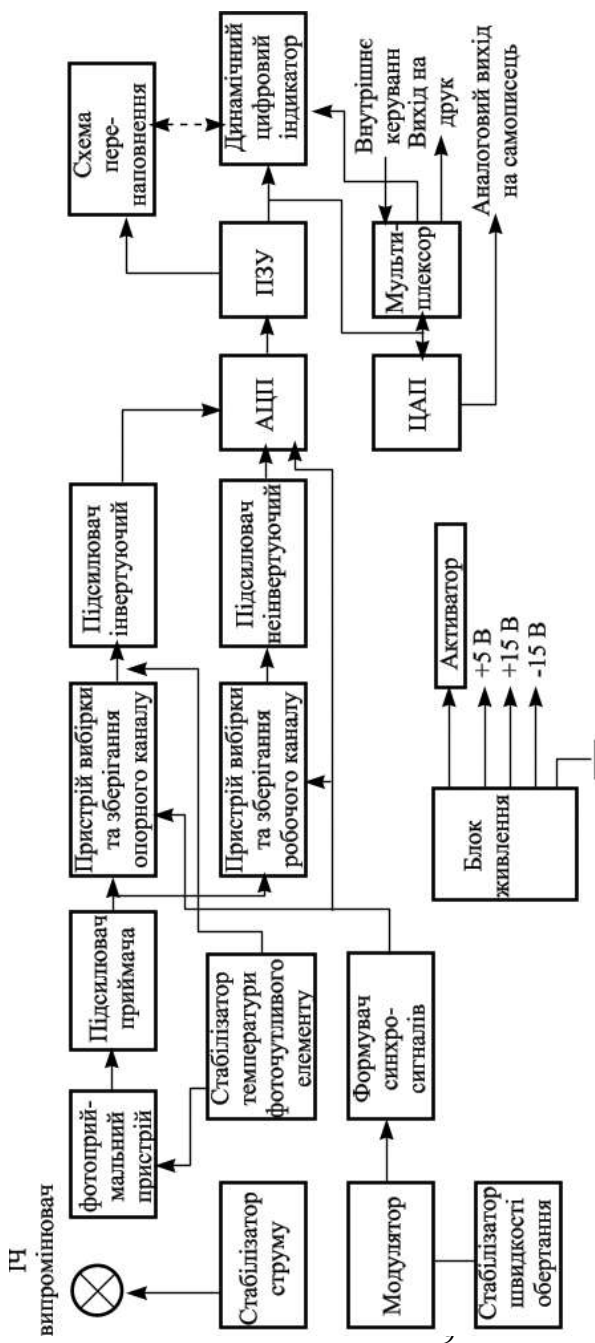 ІЧ
випромінювач
Стабілізатор
струму
Модулятор
Стабілізатор
швидкості
обертання
фотоприй-
мальний
пристрій
Стабілізатор
температури
фоточутливого
елементу
Формувач
синхро-
сигналів
Підсилювач
приймача
Пристрій вибірки
та зберігання
опорного каналу
Пристрій вибірки
та зберігання
робочого каналу
Блок
живлення
Підсилювач
інвертуючий
Підсилювач
неінвертуючий
Активатор
+5 В
+15 В
-15 В
АЦП
ПЗУ
ЦАП
Мульти-
плексор
Схема
пере-
наповнення
Динамічний
цифровий
індикатор
Внутрішнє
керуванн
Вихід на
друк
Аналоговий вихід
на самописець